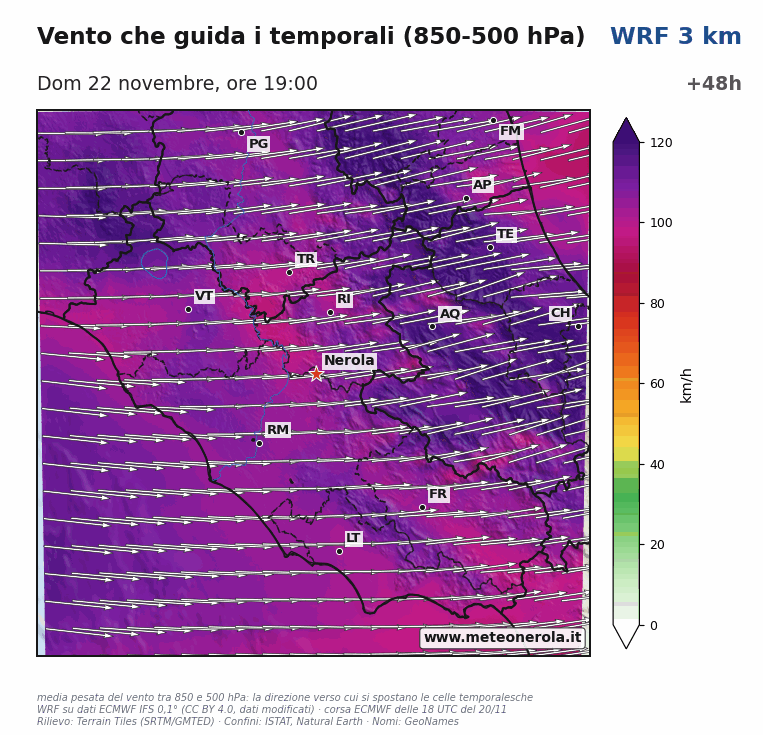 Vento che guida i temporali (850-500 hPa) WRF 3 km
Dom 22 novembre, ore 19:00 +48h
FM
PG
AP
TE
TR
VT
RI
AQ
CH
Nerola
RM
FR
LT
www.meteonerola.it
120
100
80
60
40
20
0
km/h
media pesata del vento tra 850 e 500 hPa: la direzione verso cui si spostano le celle temporalesche
WRF su dati ECMWF IFS 0,1° (CC BY 4.0, dati modificati) · corsa ECMWF delle 18 UTC del 20/11
Rilievo: Terrain Tiles (SRTM/GMTED) · Confini: ISTAT, Natural Earth · Nomi: GeoNames